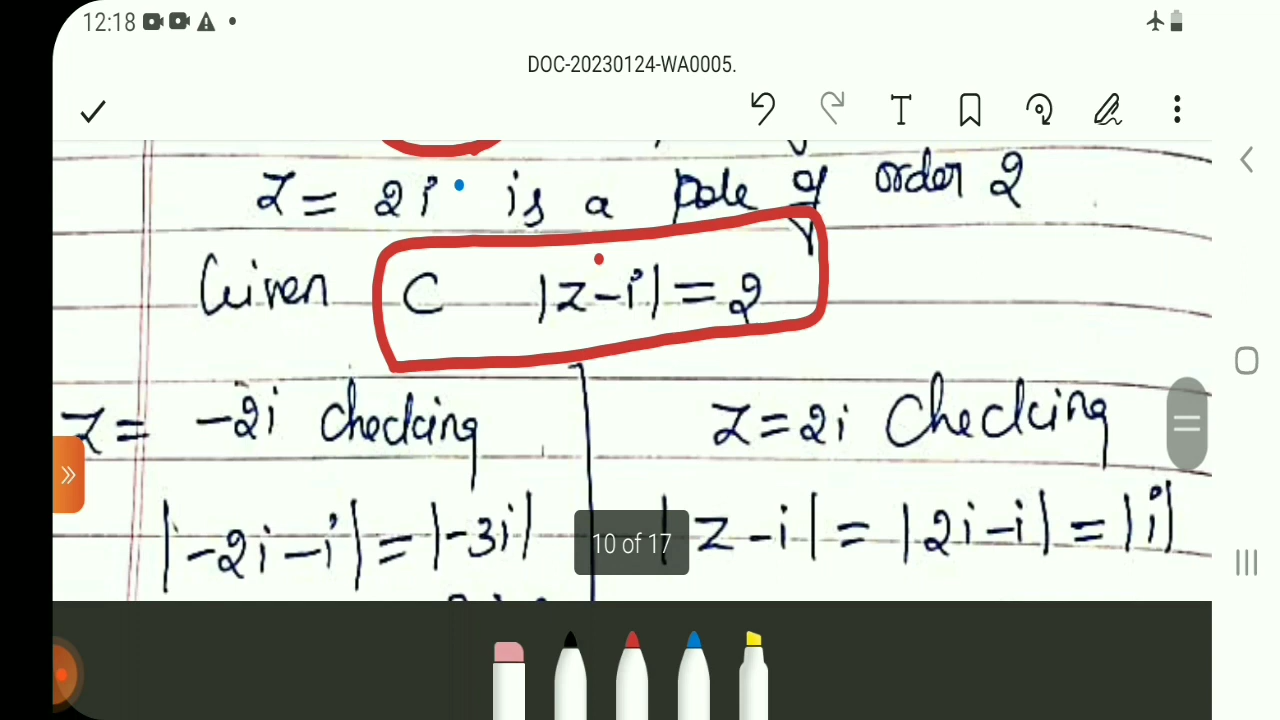 12:18
DOC-20230124-WA0005.
T
z = 2i is a pole of order 2
Given C |z-i| = 2
z = -2i checking
z = 2i Checking
|-2i-i| = |-3i|
|z-i| = |2i-i| = |i|
10 of 17